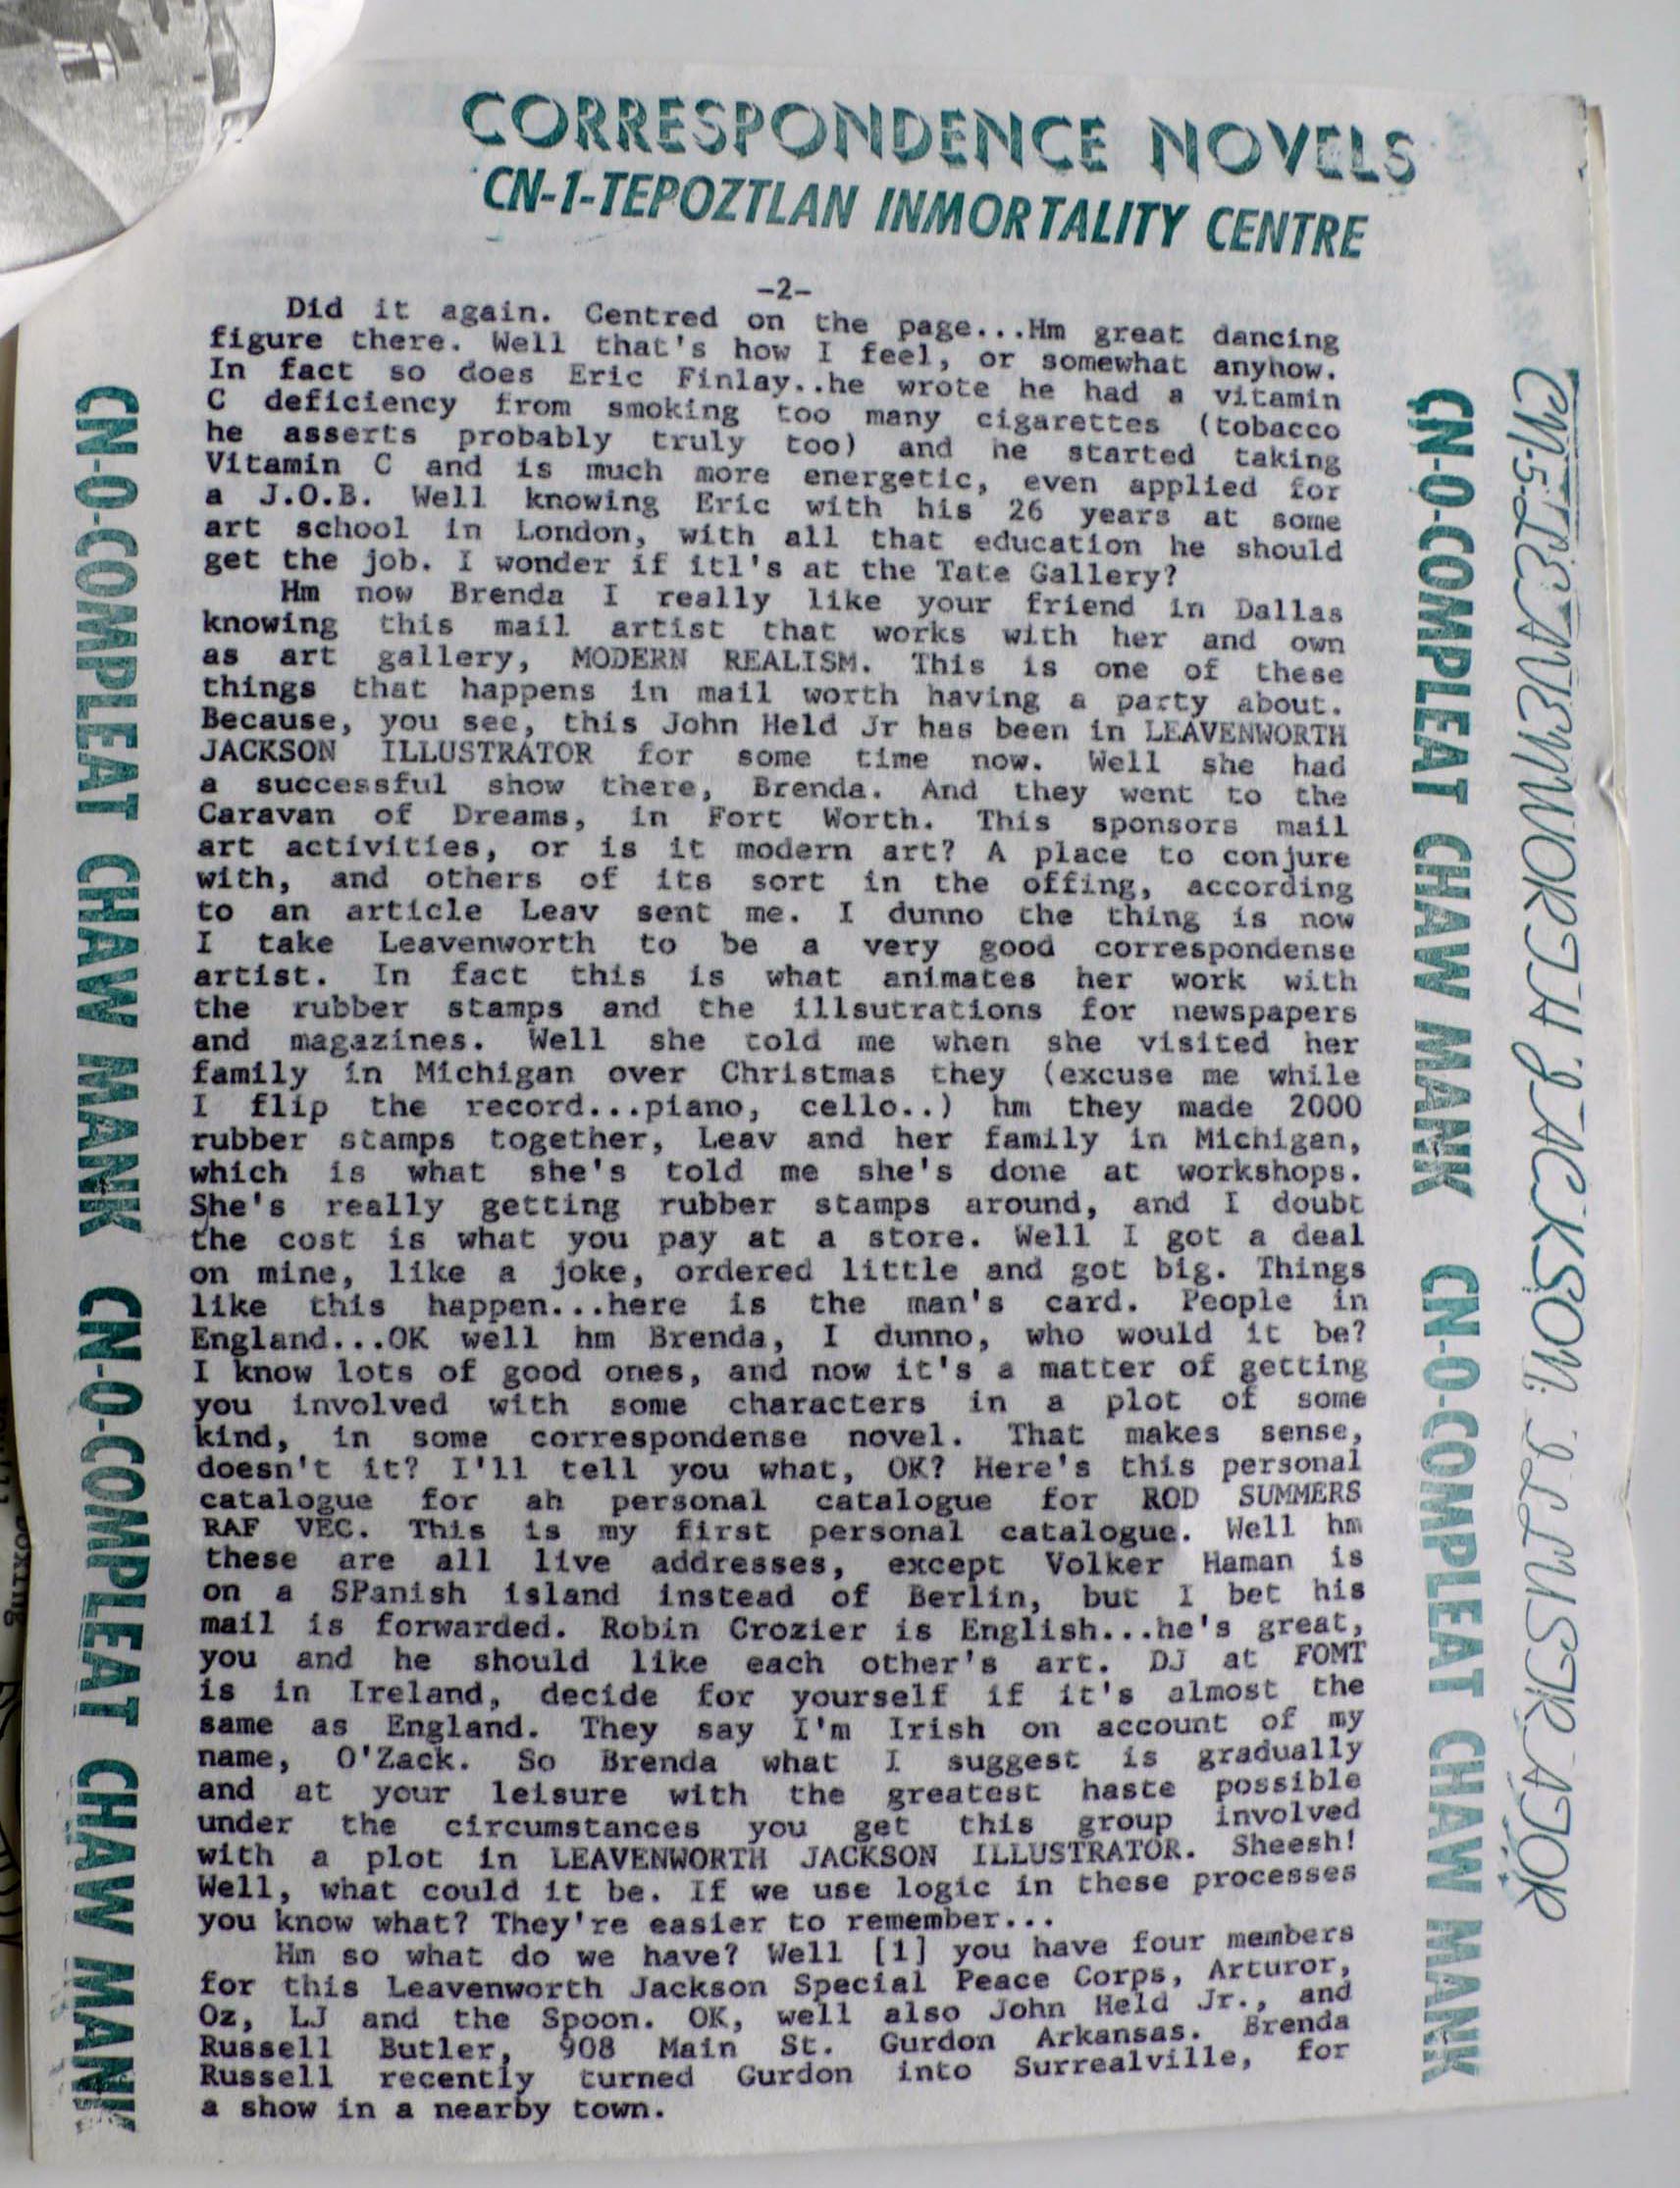 CORRESPONDENCE NOVELS
CN-1-TEPOZTLAN INMORTALITY CENTRE
-2-
Did it again. Centred on the page...Hm great dancing
figure there. Well that's how I feel, or somewhat anyhow.
In fact so does Eric Finlay..he wrote he had a vitamin
C deficiency from smoking too many cigarettes (tobacco
he asserts probably truly too) and he started taking
Vitamin C and is much more energetic, even applied for
a J.O.B. Well knowing Eric with his 26 years at some
art school in London, with all that education he should
get the job. I wonder if itl's at the Tate Gallery?
Hm now Brenda I really like your friend in Dallas
knowing this mail artist that works with her and own
as art gallery, MODERN REALISM. This is one of these
things that happens in mail worth having a party about.
Because, you see, this John Held Jr has been in LEAVENWORTH
JACKSON ILLUSTRATOR for some time now. Well she had
a successful show there, Brenda. And they went to the
Caravan of Dreams, in Fort Worth. This sponsors mail
art activities, or is it modern art? A place to conjure
with, and others of its sort in the offing, according
to an article Leav sent me. I dunno the thing is now
I take Leavenworth to be a very good correspondense
artist. In fact this is what animates her work with
the rubber stamps and the illsutrations for newspapers
and magazines. Well she told me when she visited her
family in Michigan over Christmas they (excuse me while
I flip the record...piano, cello..) hm they made 2000
rubber stamps together, Leav and her family in Michigan,
which is what she's told me she's done at workshops.
She's really getting rubber stamps around, and I doubt
the cost is what you pay at a store. Well I got a deal
on mine, like a joke, ordered little and got big. Things
like this happen...here is the man's card. People in
England...OK well hm Brenda, I dunno, who would it be?
I know lots of good ones, and now it's a matter of getting
you involved with some characters in a plot of some
kind, in some correspondense novel. That makes sense,
doesn't it? I'll tell you what, OK? Here's this personal
catalogue for ah personal catalogue for ROD SUMMERS
RAF VEC. This is my first personal catalogue. Well hm
these are all live addresses, except Volker Haman is
on a SPanish island instead of Berlin, but I bet his
mail is forwarded. Robin Crozier is English...he's great,
you and he should like each other's art. DJ at FOMT
is in Ireland, decide for yourself if it's almost the
same as England. They say I'm Irish on account of my
name, O'Zack. So Brenda what I suggest is gradually
and at your leisure with the greatest haste possible
under the circumstances you get this group involved
with a plot in LEAVENWORTH JACKSON ILLUSTRATOR. Sheesh!
Well, what could it be. If we use logic in these processes
you know what? They're easier to remember...
Hm so what do we have? Well [1] you have four members
for this Leavenworth Jackson Special Peace Corps, Arturor,
Oz, LJ and the Spoon. OK, well also John Held Jr., and
Russell Butler, 908 Main St. Gurdon Arkansas. Brenda
Russell recently turned Gurdon into Surrealville, for
a show in a nearby town.
CN-0-COMPLEAT CHAW MANK CN-0-COMPLEAT CHAW MANK
CN-0-COMPLEAT CHAW MANK CN-0-COMPLEAT CHAW MANK
CN-5-LEAVENWORTH JACKSON ILLUSTRATOR